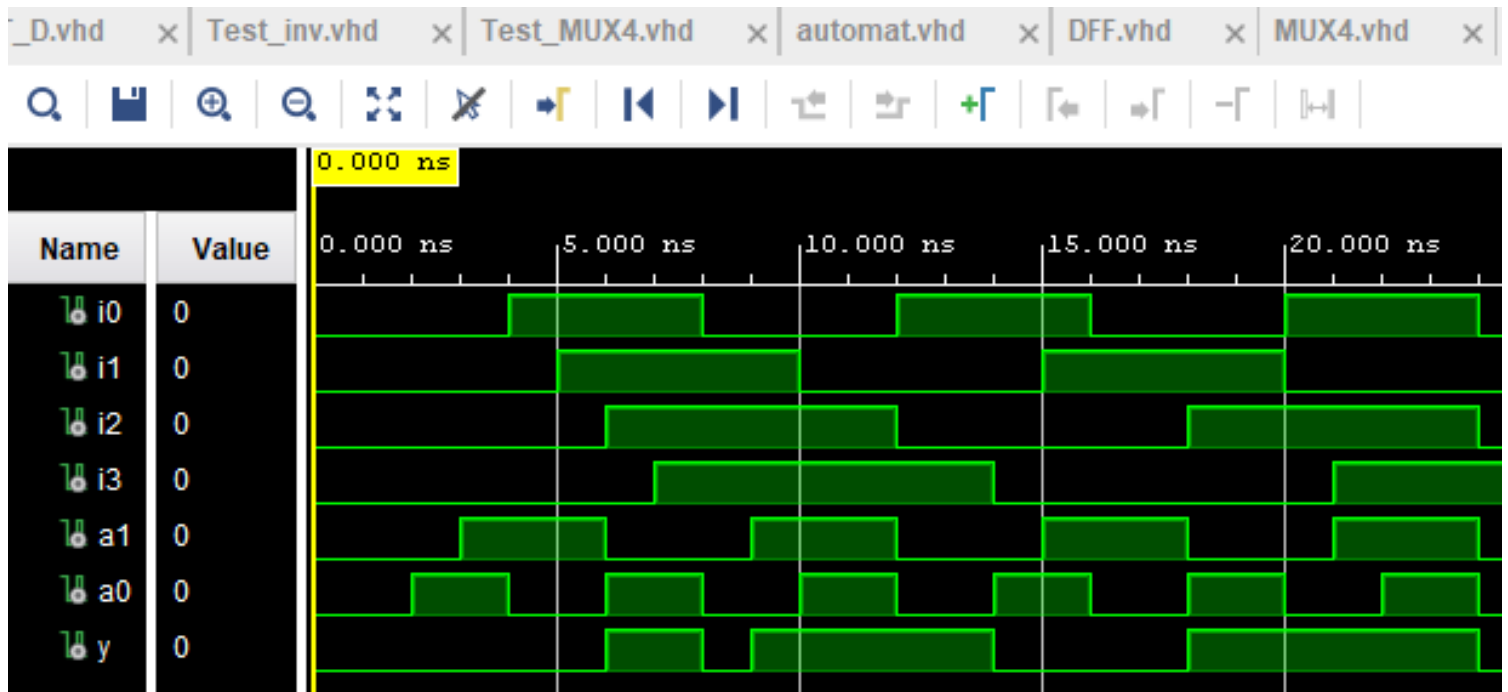 _D.vhd × Test_inv.vhd × Test_MUX4.vhd × automat.vhd × DFF.vhd × MUX4.vhd ×
0.000 ns
Name Value 0.000 ns 5.000 ns 10.000 ns 15.000 ns 20.000 ns
i0 0
i1 0
i2 0
i3 0
a1 0
a0 0
y 0